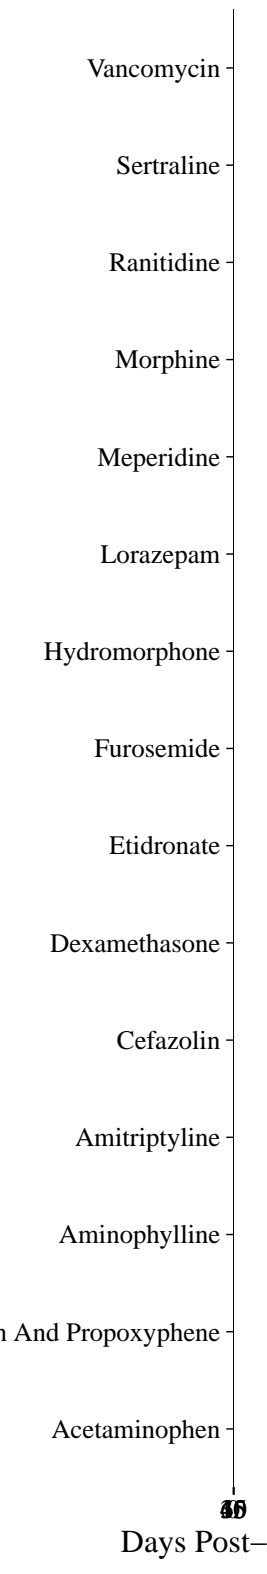 Vancomycin
Sertraline
Ranitidine
Morphine
Meperidine
Lorazepam
Hydromorphone
Furosemide
Etidronate
Dexamethasone
Cefazolin
Amitriptyline
Aminophylline
And Propoxyphene
Acetaminophen
Days Post–